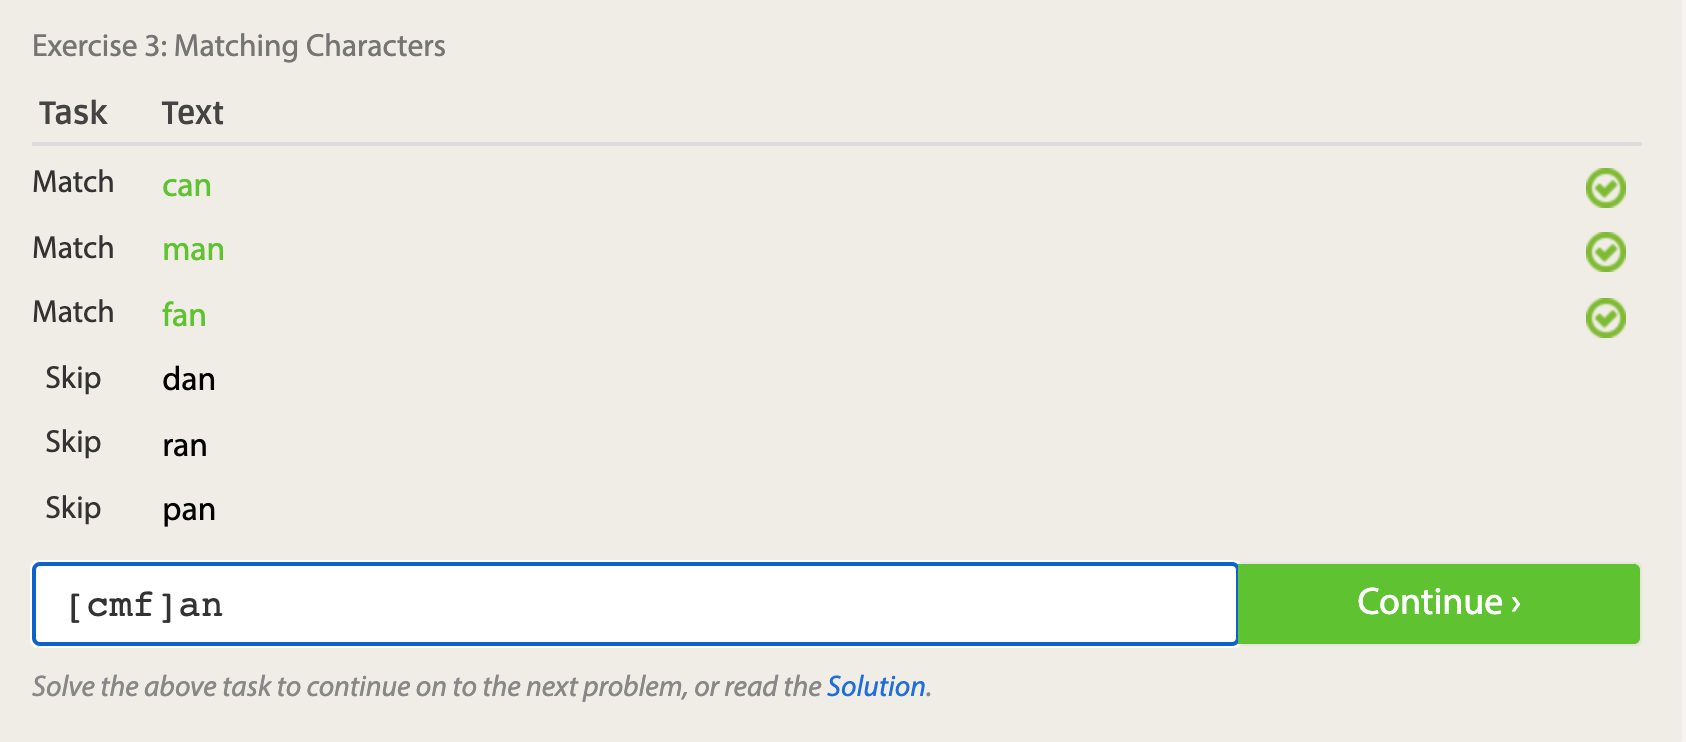 Exercise 3: Matching Characters
Task Text
Match can
Match man
Match fan
Skip dan
Skip ran
Skip pan
[cmf]an Continue ›
Solve the above task to continue on to the next problem, or read the Solution.